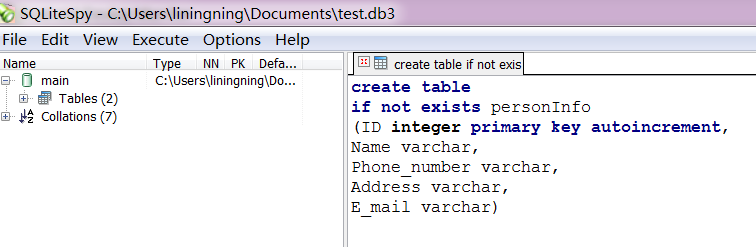 SQLiteSpy - C:\Users\liningning\Documents\test.db3
File Edit View Execute Options Help
Name Type NN PK Defa...
main C:\Users\liningning\Do...
Tables (2)
Collations (7)
create table if not exis
create table
if not exists personInfo
(ID integer primary key autoincrement,
Name varchar,
Phone_number varchar,
Address varchar,
E_mail varchar)